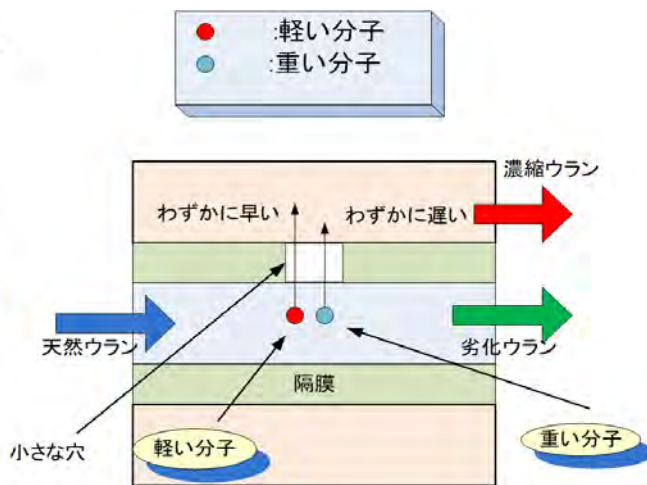 :軽い分子
:重い分子
濃縮ウラン
わずかに早い
わずかに遅い
天然ウラン
劣化ウラン
隔膜
小さな穴
軽い分子
重い分子